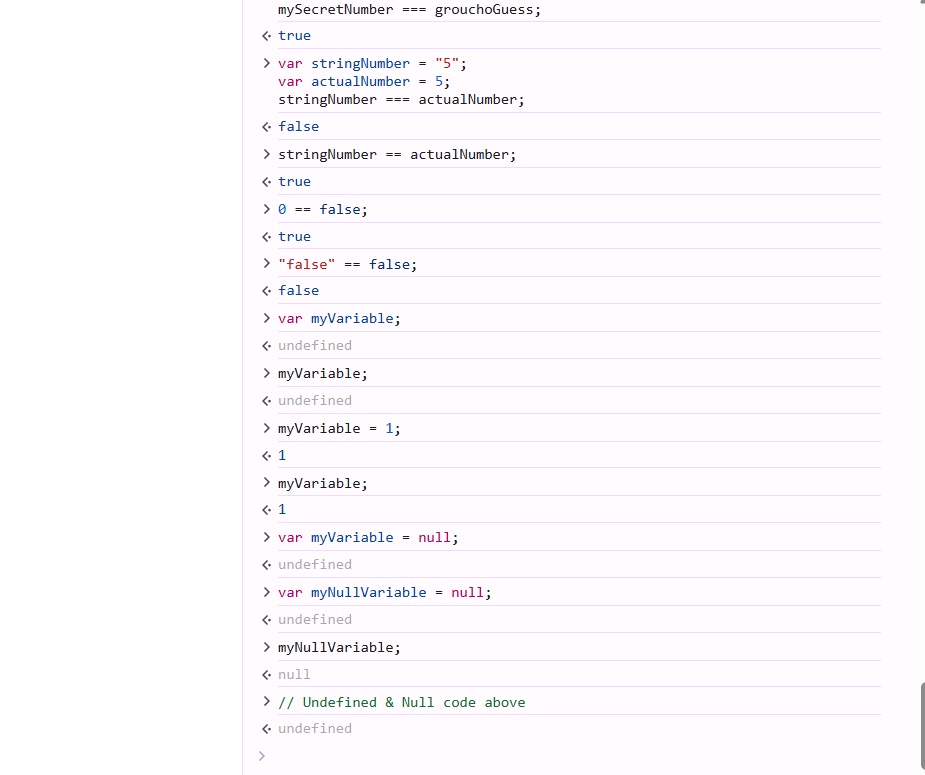 mySecretNumber === grouchoGuess;
true
var stringNumber = "5";
var actualNumber = 5;
stringNumber === actualNumber;
false
stringNumber == actualNumber;
true
0 == false;
true
"false" == false;
false
var myVariable;
undefined
myVariable;
undefined
myVariable = 1;
1
myVariable;
1
var myVariable = null;
undefined
var myNullVariable = null;
undefined
myNullVariable;
null
// Undefined & Null code above
undefined